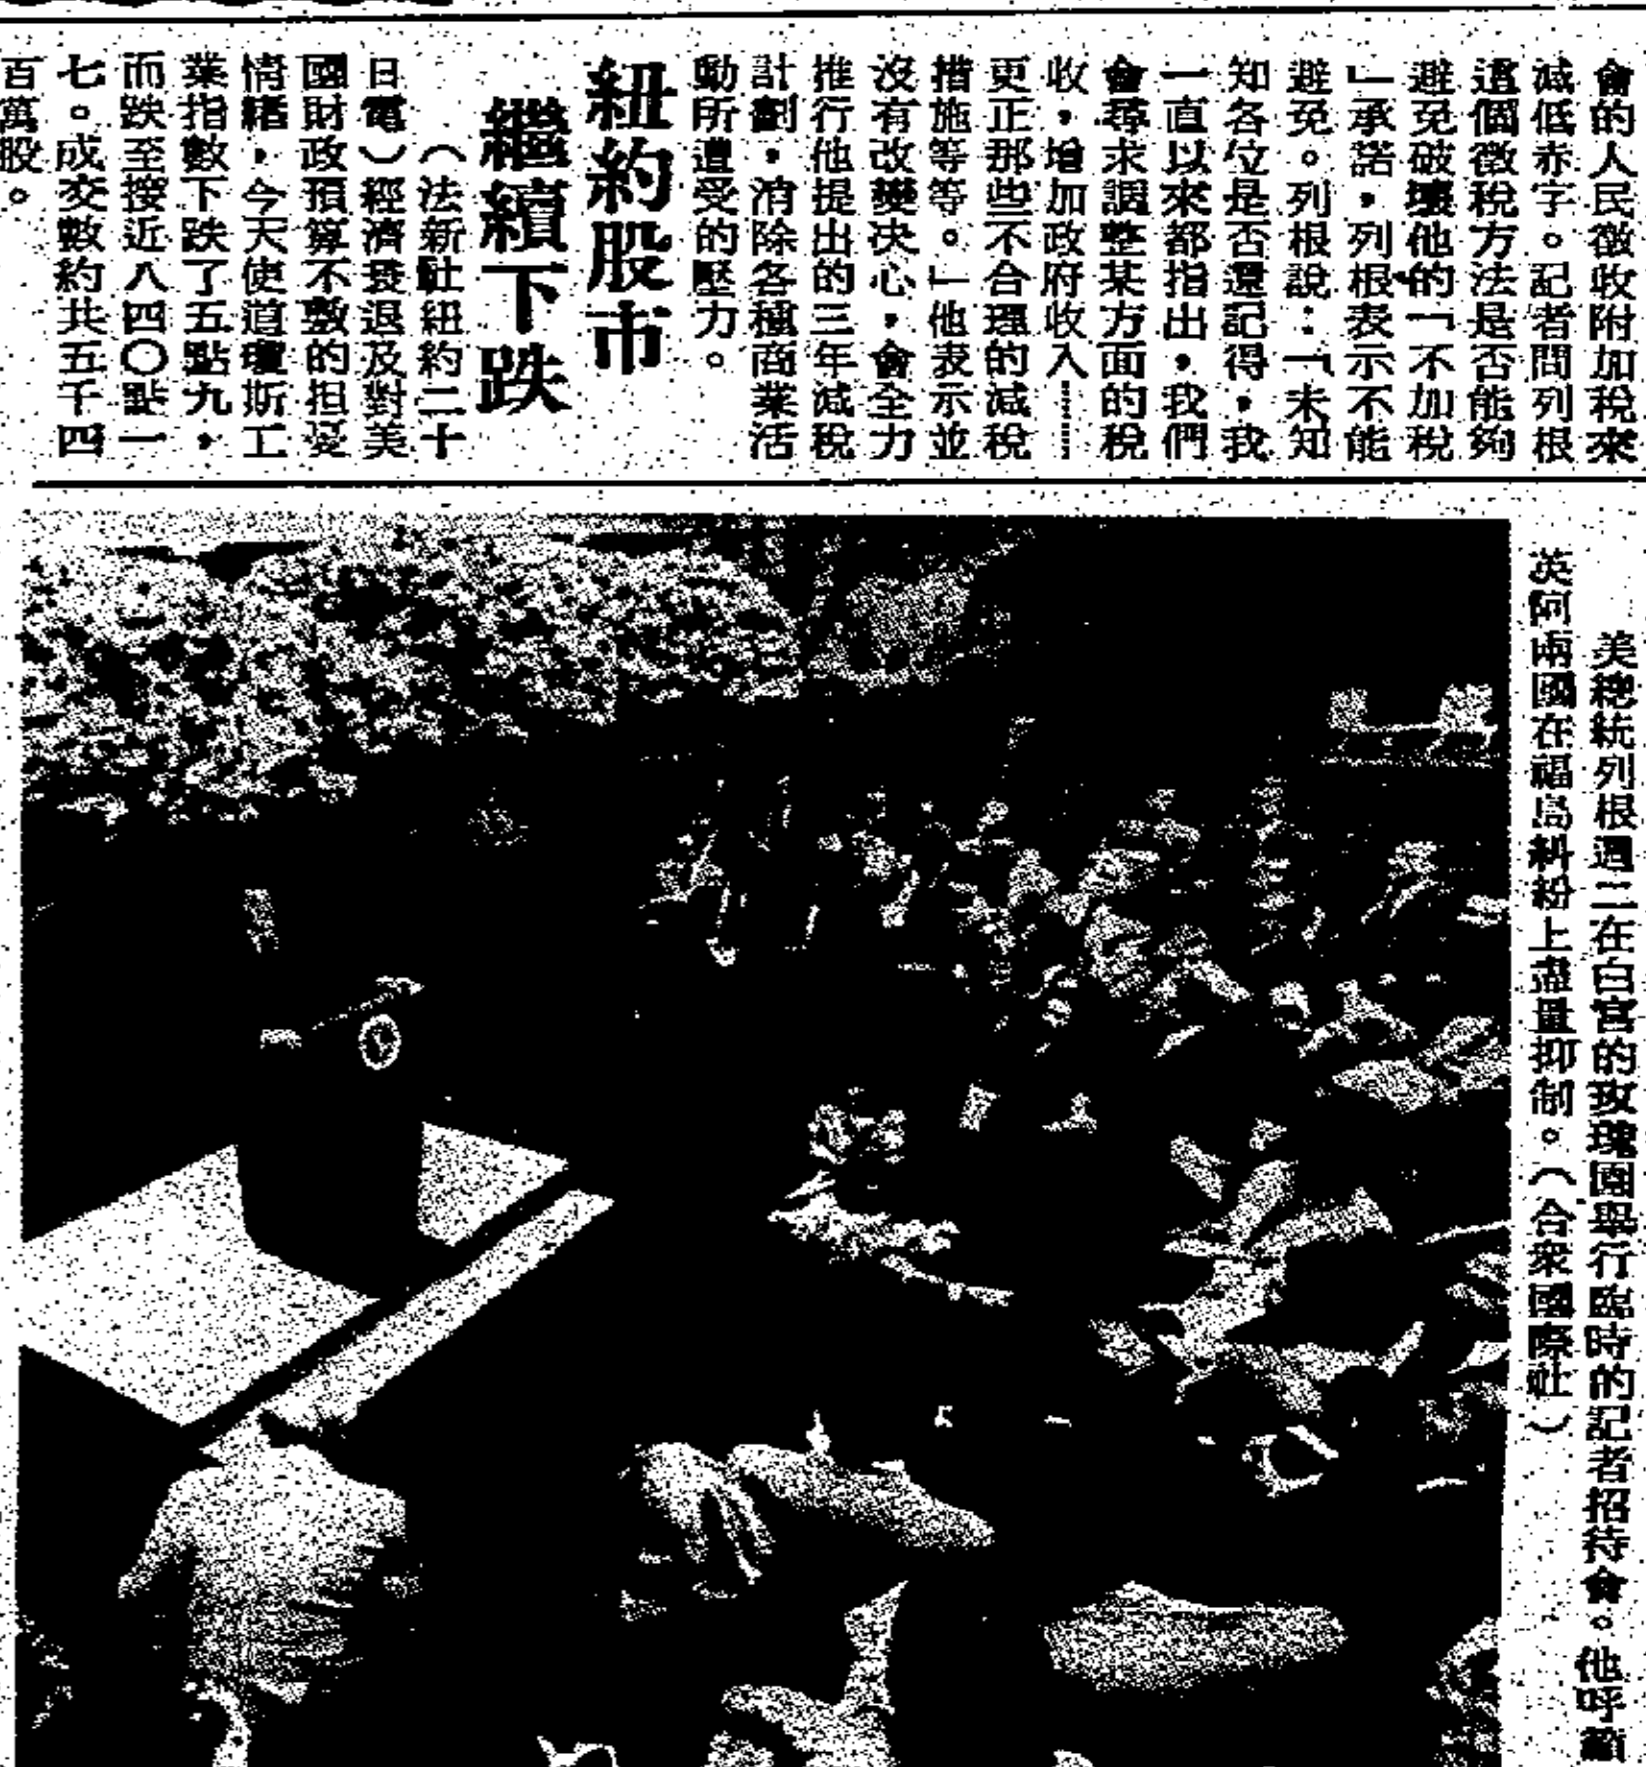 會的人民徵收附加稅來
減低赤字。記者問列根
這個徵稅方法是否能夠
避免破壞他的「不加稅
」承諾,列根表示不能
避免。列根說:「未知
知各位是否還記得,我
一直以來都指出,我們
會尋求調整某方面的稅
收,增加政府收入……
更正那些不合理的減稅
措施等等。」他表示並
沒有改變決心,會全力
推行他提出的三年減稅
計劃,消除各種商業活
動所遭受的壓力。
紐約股市
繼續下跌
(法新社紐約二十
日電)經濟衰退及對美
國財政預算不敷的担憂
情緒,今天使道瓊斯工
業指數下跌了五點九,
而跌至接近八四〇點一
七。成交數約共五千四
百萬股。
美總統列根週二在白宮的玫瑰園舉行臨時的記者招待會。他呼籲
英阿兩國在福島糾紛上盡量抑制。(合衆國際社)